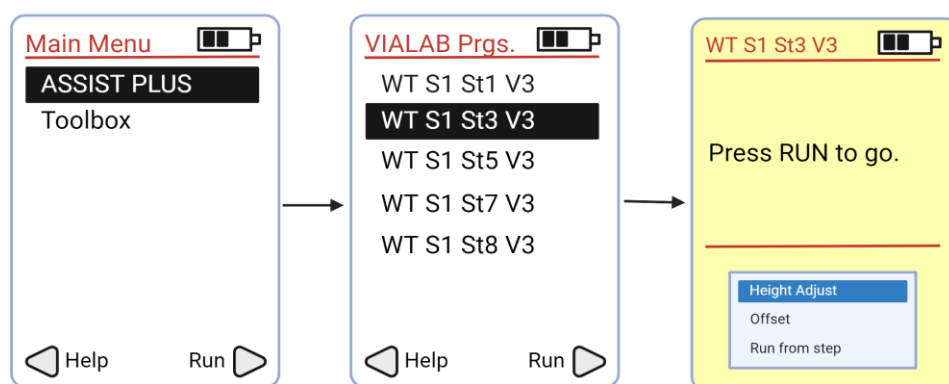 Main Menu
ASSIST PLUS
Toolbox
Help Run
VIALAB Prgs.
WT S1 St1 V3
WT S1 St3 V3
WT S1 St5 V3
WT S1 St7 V3
WT S1 St8 V3
Help Run
WT S1 St3 V3
Press RUN to go.
Height Adjust
Offset
Run from step